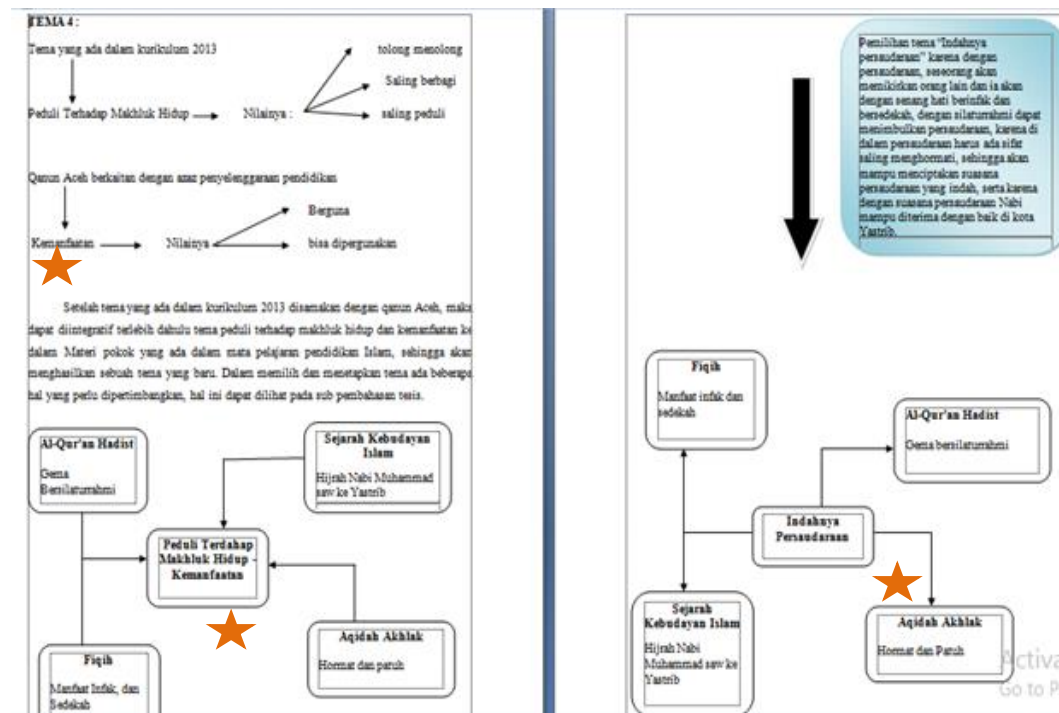 TEMA 4 :
Tema yang ada dalam kurikulum 2013
tolong menolong
Saling berbagi
Peduli Terhadap Makhluk Hidup
Nilainya :
saling peduli
Qanun Aceh berkaitan dengan azaz penyelenggaraan pendidikan
Berguna
Kemanfaatan
Nilainya
bisa dipergunakan
Setelah tema yang ada dalam kurikulum 2013 disamakan dengan qanun Aceh, maka
dapat diintegratif terlebih dahulu tema peduli terhadap makhluk hidup dan kemanfaatan ke
dalam Materi pokok yang ada dalam mata pelajaran pendidikan Islam, sehingga akan
menghasilkan sebuah tema yang baru. Dalam memilih dan menetapkan tema ada beberapa
hal yang perlu dipertimbangkan, hal ini dapat dilihat pada sub pembahasan tesis.
Al-Qur'an Hadist
Gema
Bersilaturrahmi
Sejarah Kebudayan
Islam
Hijrah Nabi Muhammad
saw ke Yastrib
Peduli Terdahap
Makhluk Hidup -
Kemanfaatan
Aqidah Akhlak
Hormat dan patuh
Fiqih
Manfaat Infak, dan
Sedekah
Pemilihan tema "Indahnya
persaudaraan" karena dengan
persaudaraan, seseorang akan
memikirkan orang lain dan ia akan
dengan senang hati berinfak dan
bersedekah, dengan silaturrahmi dapat
menimbulkan persaudaraan, karena di
dalam persaudaraan harus ada sifat
saling menghormati, sehingga akan
mampu menciptakan suasana
persaudaraan yang indah, serta karena
dengan suasana persaudaraan Nabi
mampu diterima dengan baik di kota
Yastrib.
Fiqih
Manfaat infak dan
sedekah
Al-Qur'an Hadist
Gema bersilaturrahmi
Indahnya
Persaudaraan
Sejarah
Kebudayan Islam
Hijrah Nabi
Muhammad saw ke
Yastrib
Aqidah Akhlak
Hormat dan Patuh
Activa
Go to P